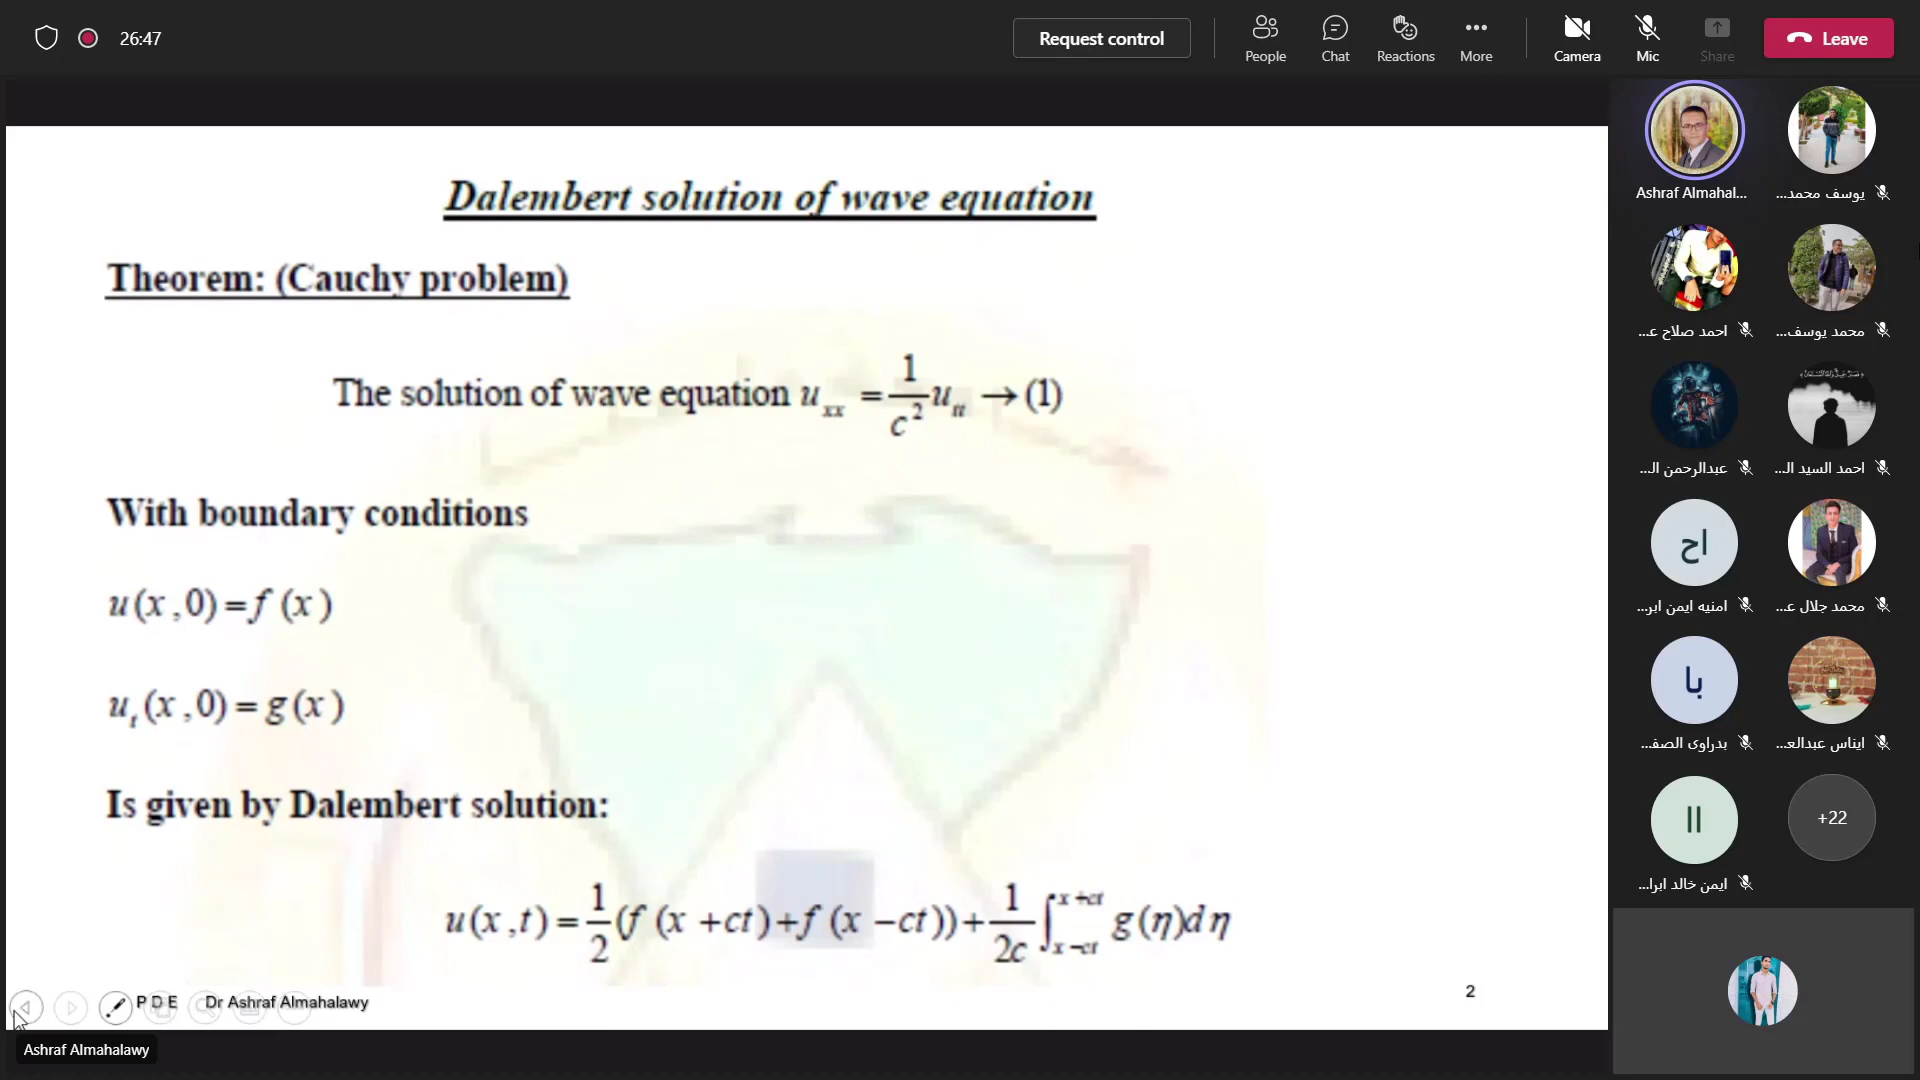 26:47
Request control
People
Chat
Reactions
More
Camera
Mic
Share
Leave
Dalembert solution of wave equation
Theorem: (Cauchy problem)
The solution of wave equation u_xx = 1/c² u_tt → (1)
With boundary conditions
u(x,0) = f(x)
u_t(x,0) = g(x)
Is given by Dalembert solution:
u(x,t) = 1/2 (f(x+ct)+f(x−ct)) + 1/2c ∫_{x−ct}^{x+ct} g(η)dη
P D E Dr Ashraf Almahalawy
2
Ashraf Almahalawy
Ashraf Almahal...
يوسف محمد...
احمد صلاح ع...
محمد يوسف...
عبدالرحمن ال...
احمد السيد ال...
اح
امنيه ايمن ابر...
محمد جلال ع...
با
بدراوى الصف...
ايناس عبدالع...
اا
ايمن خالد ابرا...
+22